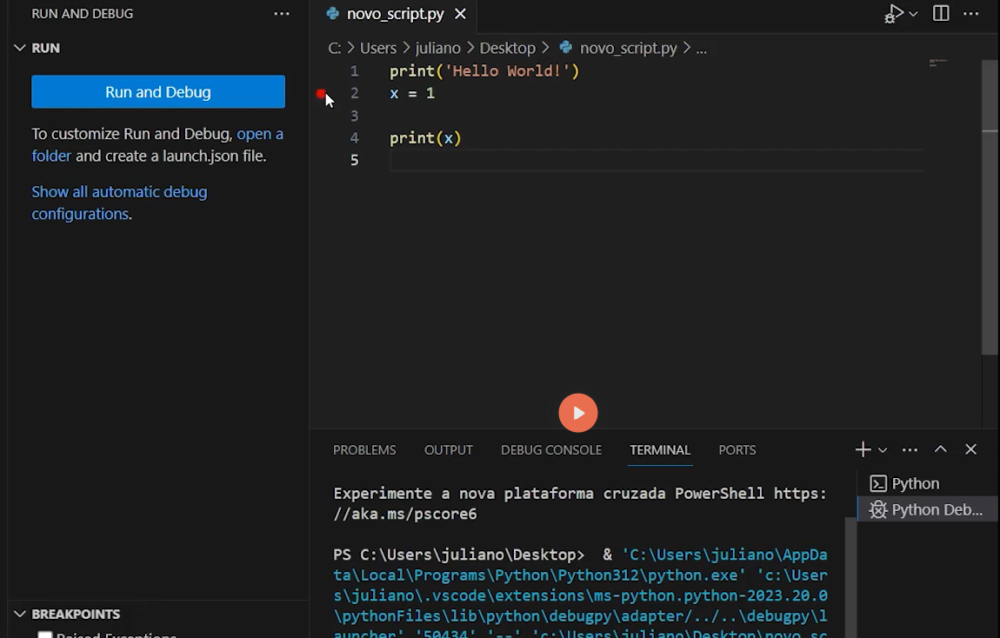 RUN AND DEBUG
RUN
Run and Debug
To customize Run and Debug, open a
folder and create a launch.json file.
Show all automatic debug
configurations.
BREAKPOINTS
Raised Exceptions
novo_script.py
C: > Users > juliano > Desktop > novo_script.py > ...
1 print('Hello World!')
2 x = 1
3
4 print(x)
5
PROBLEMS OUTPUT DEBUG CONSOLE TERMINAL PORTS
Experimente a nova plataforma cruzada PowerShell https:
//aka.ms/pscore6
PS C:\Users\juliano\Desktop> & 'C:\Users\juliano\AppDa
ta\Local\Programs\Python\Python312\python.exe' 'c:\User
s\juliano\.vscode\extensions\ms-python.python-2023.20.0
\pythonFiles\lib\python\debugpy\adapter/../..\debugpy\l
auncher' '50434' '--' 'c:\Users\juliano\Desktop\novo_sc
Python
Python Deb...